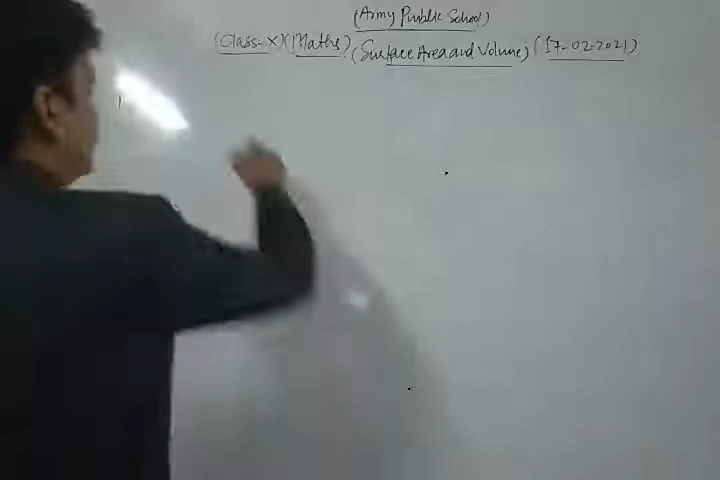 (Army Public School)
(Class-X)(Maths)(Surface Area and Volume)(17-02-2021)